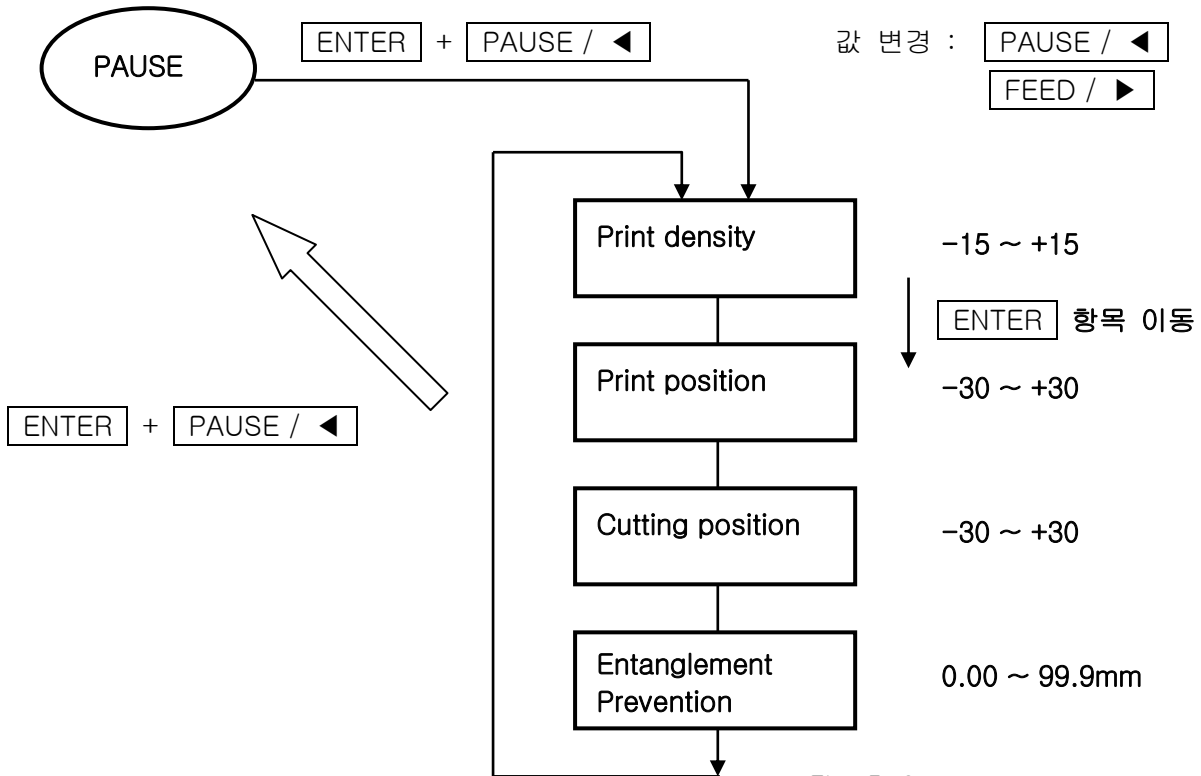 PAUSE
ENTER + PAUSE / ◀
값 변경 : PAUSE / ◀
FEED / ▶
Print density
-15 ~ +15
ENTER 항목 이동
Print position
-30 ~ +30
ENTER + PAUSE / ◀
Cutting position
-30 ~ +30
Entanglement
Prevention
0.00 ~ 99.9mm